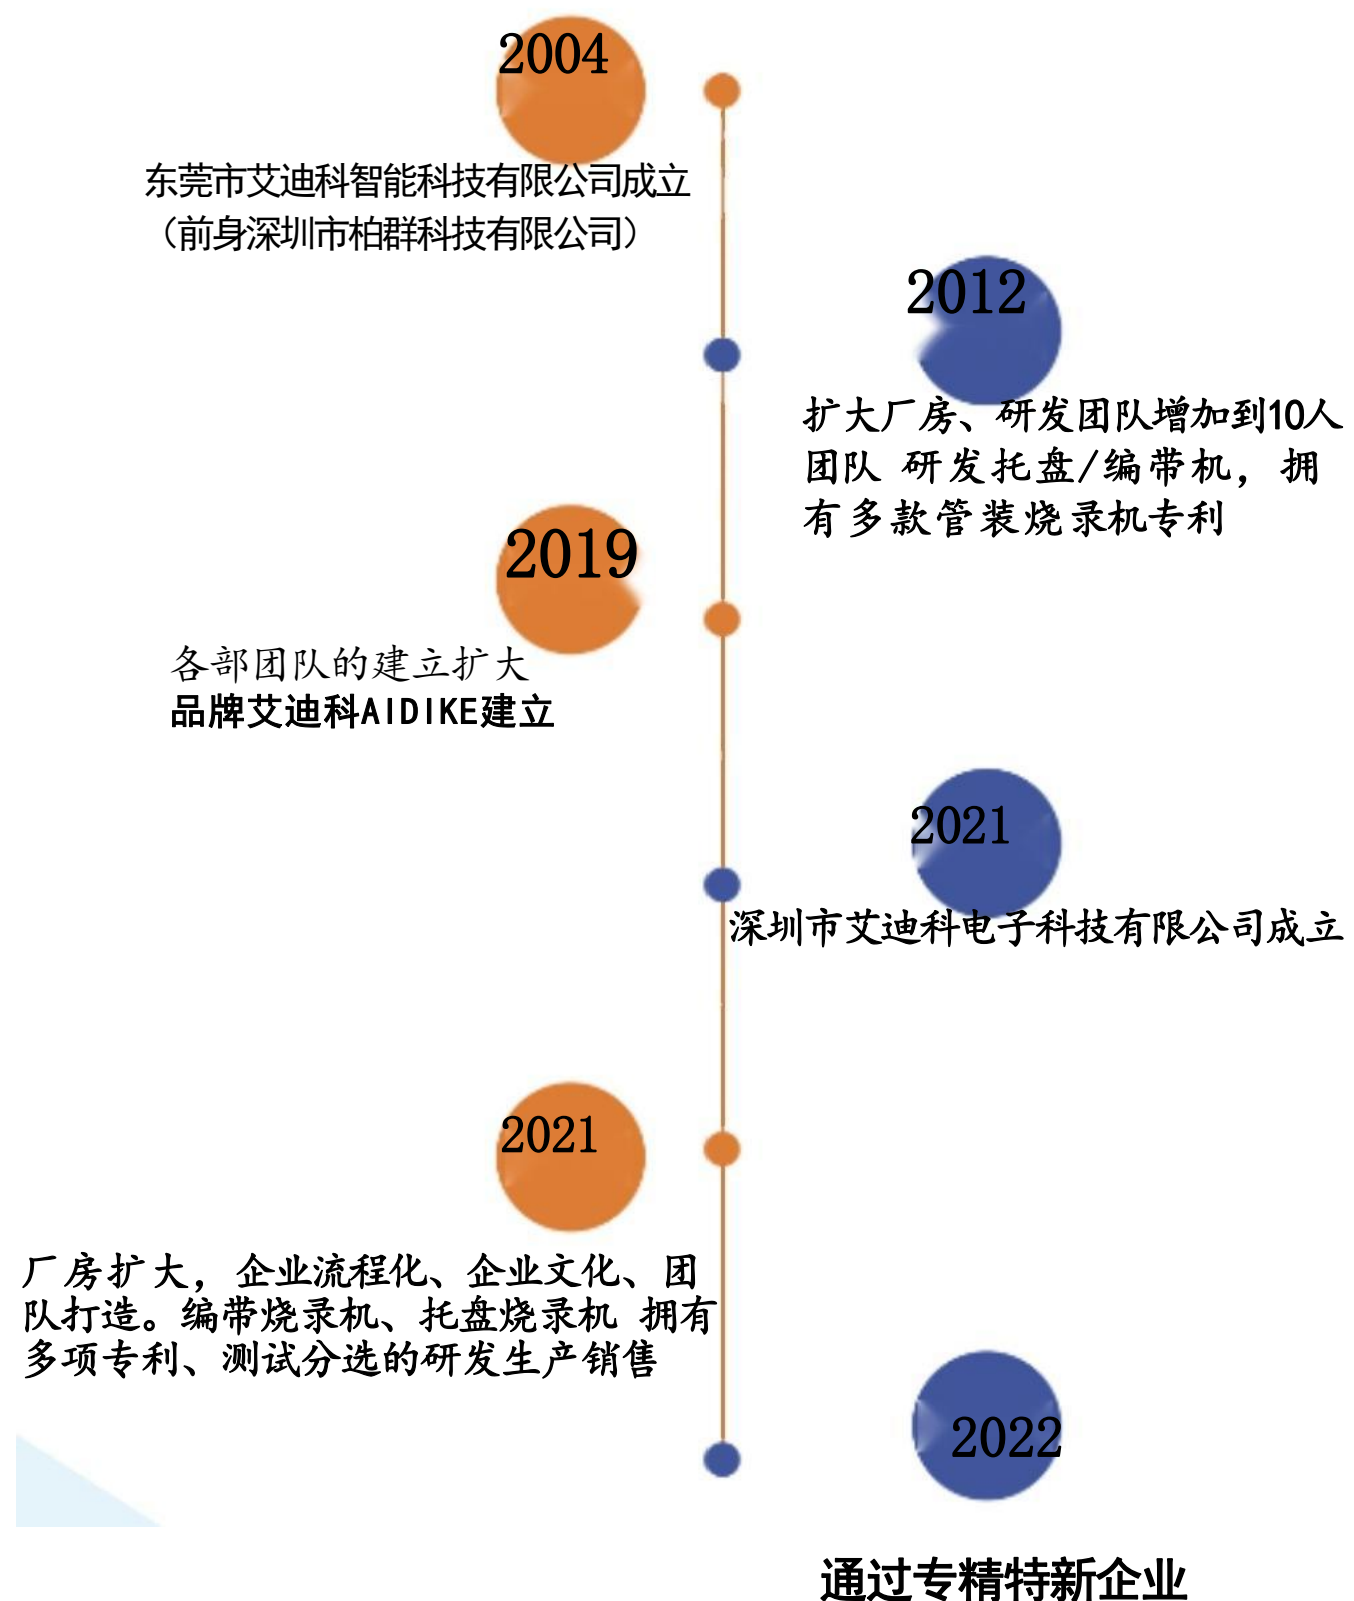 2004
东莞市艾迪科智能科技有限公司成立
（前身深圳市柏群科技有限公司）
2012
扩大厂房、研发团队增加到10人
团队 研发托盘/编带机，拥
有多款管装烧录机专利
2019
各部团队的建立扩大
品牌艾迪科AIDIKE建立
2021
深圳市艾迪科电子科技有限公司成立
2021
厂房扩大，企业流程化、企业文化、团
队打造。编带烧录机、托盘烧录机 拥有
多项专利、测试分选的研发生产销售
2022
通过专精特新企业